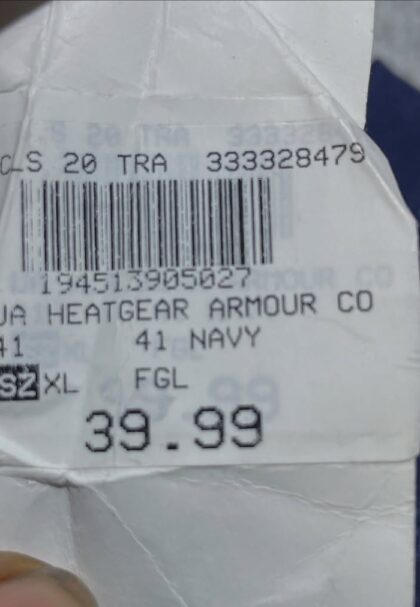 CLS 20 TRA 333328479
194513905027
UA HEATGEAR ARMOUR CO
41 41 NAVY
SZ XL FGL
39.99